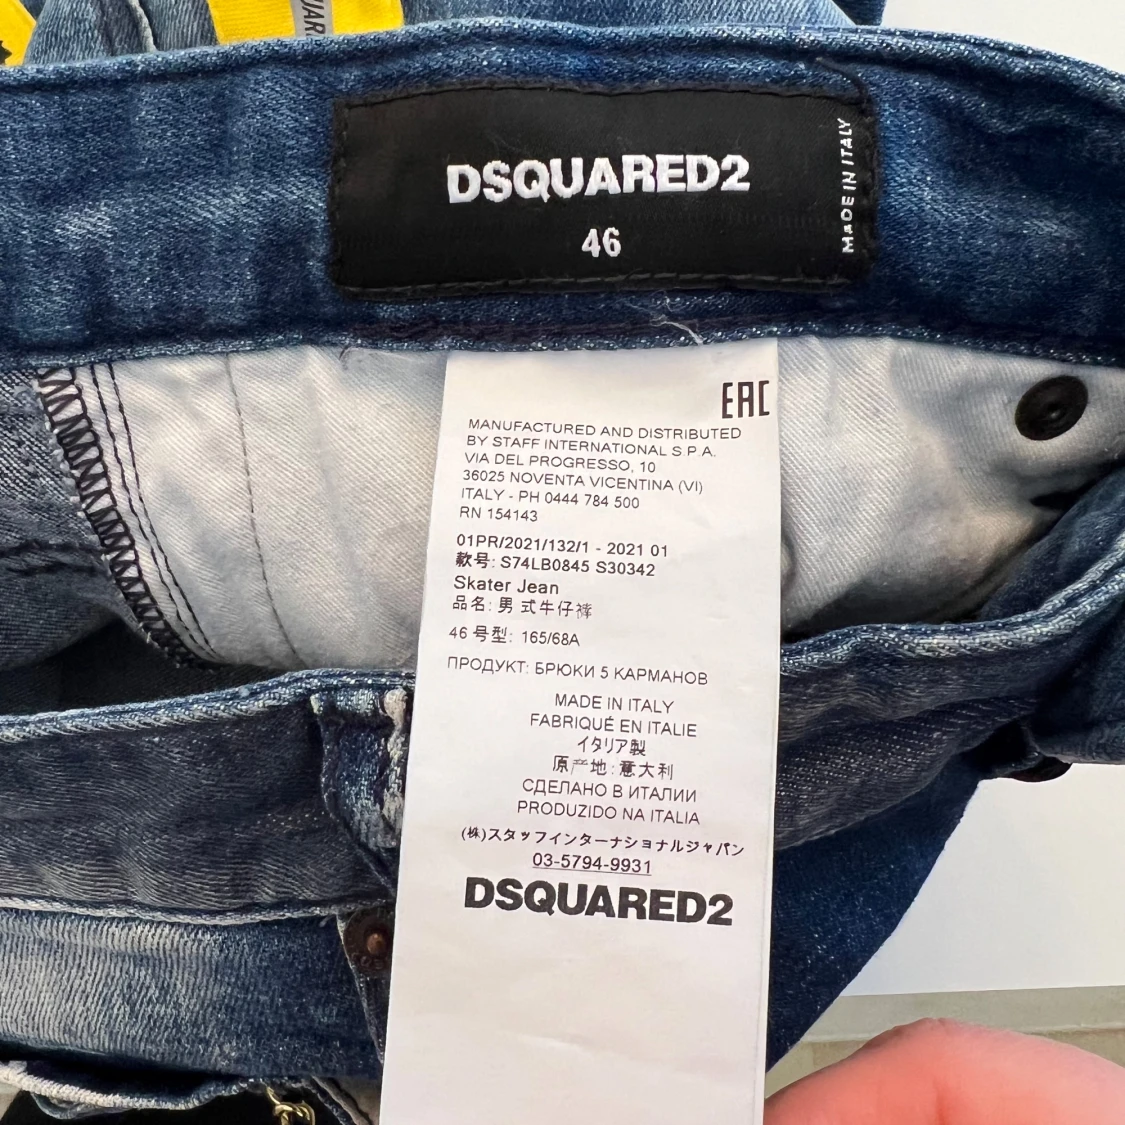 DSQUARED2
46
MADE IN ITALY
EAC
MANUFACTURED AND DISTRIBUTED
BY STAFF INTERNATIONAL S.P.A.
VIA DEL PROGRESSO, 10
36025 NOVENTA VICENTINA (VI)
ITALY - PH 0444 784 500
RN 154143
01PR/2021/132/1 - 2021 01
款号: S74LB0845 S30342
Skater Jean
品名: 男式牛仔裤
46 号型: 165/68A
ПРОДУКТ: БРЮКИ 5 КАРМАНОВ
MADE IN ITALY
FABRIQUÉ EN ITALIE
イタリア製
原产地:意大利
СДЕЛАНО В ИТАЛИИ
PRODUZIDO NA ITALIA
(株)スタッフインターナショナルジャパン
03-5794-9931
DSQUARED2